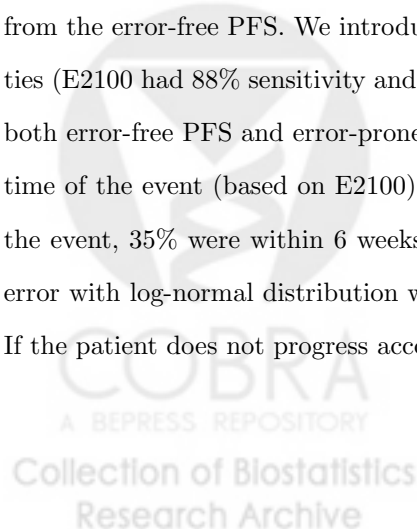 from the error-free PFS. We introdu
ties (E2100 had 88% sensitivity and
both error-free PFS and error-prone
time of the event (based on E2100)
the event, 35% were within 6 weeks
error with log-normal distribution w
If the patient does not progress acc
COBRA
A BEPRESS REPOSITORY
Collection of Biostatistics
Research Archive